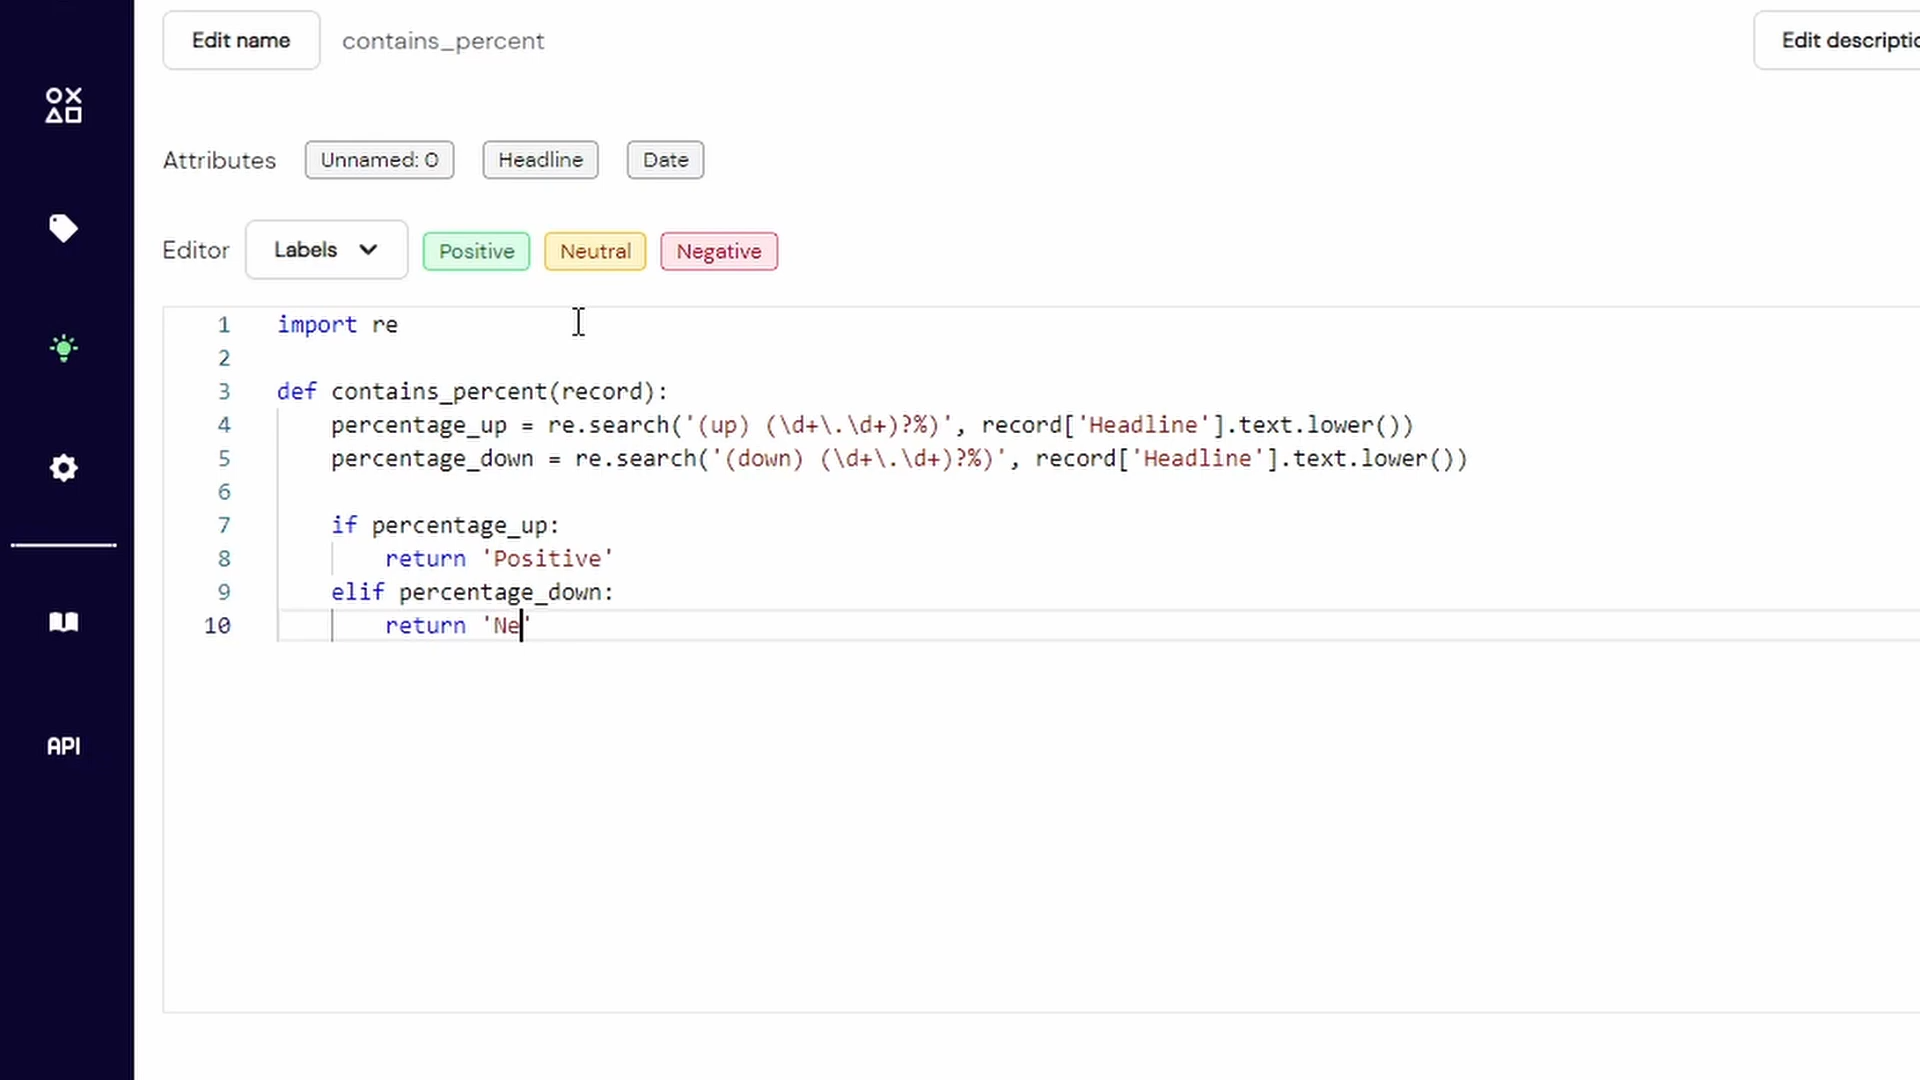 Edit name
contains_percent
Edit descriptio
Attributes
Unnamed: 0
Headline
Date
Editor
Labels
Positive
Neutral
Negative
1 import re
2
3 def contains_percent(record):
4 percentage_up = re.search('(up) (\d+\.\d+)?%)', record['Headline'].text.lower())
5 percentage_down = re.search('(down) (\d+\.\d+)?%)', record['Headline'].text.lower())
6
7 if percentage_up:
8 return 'Positive'
9 elif percentage_down:
10 return 'Ne'
API